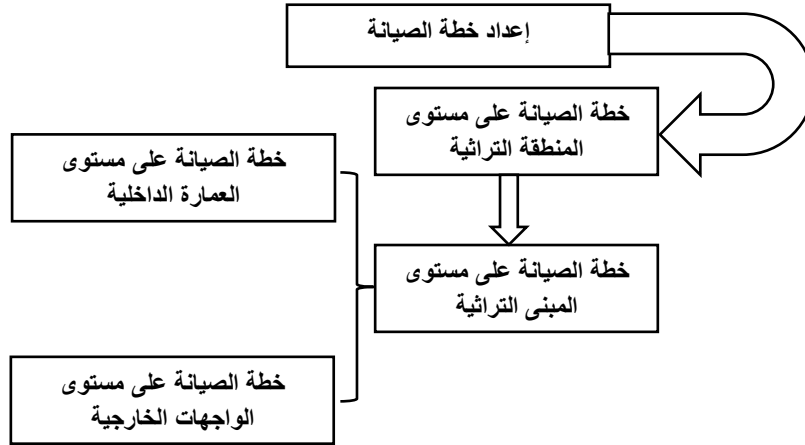 إعداد خطة الصيانة
خطة الصيانة على مستوى
المنطقة التراثية
خطة الصيانة على مستوى
المبنى التراثية
خطة الصيانة على مستوى
العمارة الداخلية
خطة الصيانة على مستوى
الواجهات الخارجية